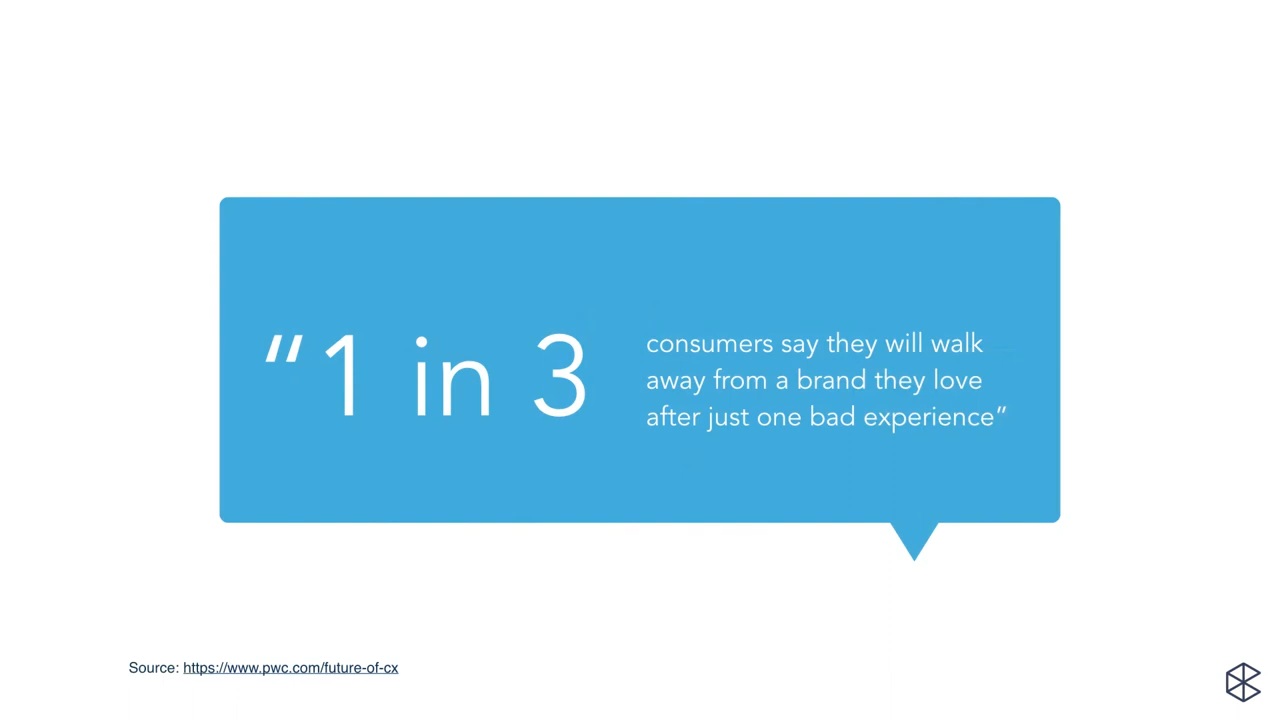 “1 in 3
consumers say they will walk
away from a brand they love
after just one bad experience”
Source: https://www.pwc.com/future-of-cx